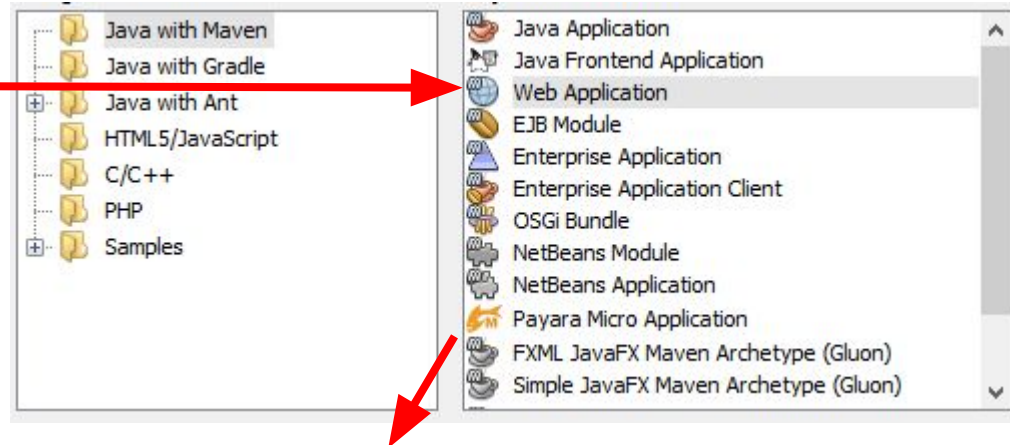 Java with Maven
Java with Gradle
Java with Ant
HTML5/JavaScript
C/C++
PHP
Samples
Java Application
Java Frontend Application
Web Application
EJB Module
Enterprise Application
Enterprise Application Client
OSGi Bundle
NetBeans Module
NetBeans Application
Payara Micro Application
FXML JavaFX Maven Archetype (Gluon)
Simple JavaFX Maven Archetype (Gluon)